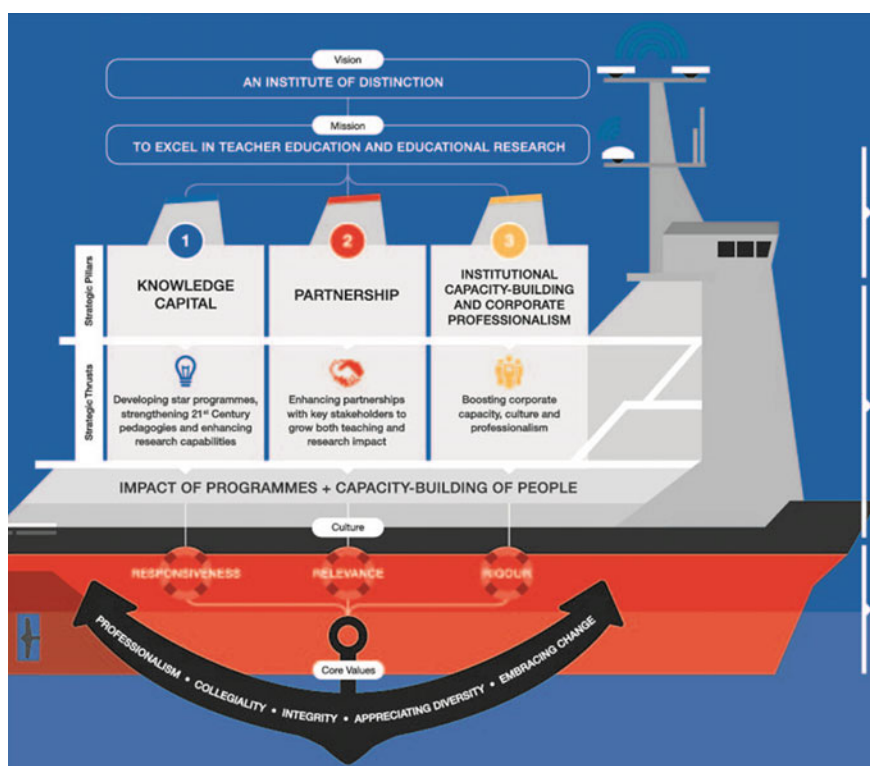 Vision
AN INSTITUTE OF DISTINCTION
Mission
TO EXCEL IN TEACHER EDUCATION AND EDUCATIONAL RESEARCH
Strategic Pillars
1
KNOWLEDGE
CAPITAL
2
PARTNERSHIP
3
INSTITUTIONAL
CAPACITY-BUILDING
AND CORPORATE
PROFESSIONALISM
Strategic Thrusts
Developing star programmes,
strengthening 21st Century
pedagogies and enhancing
research capabilities
Enhancing partnerships
with key stakeholders to
grow both teaching and
research impact
Boosting corporate
capacity, culture and
professionalism
IMPACT OF PROGRAMMES + CAPACITY-BUILDING OF PEOPLE
Culture
RESPONSIVENESS
RELEVANCE
RIGOUR
Core Values
PROFESSIONALISM • COLLEGIALITY • INTEGRITY • APPRECIATING DIVERSITY • EMBRACING CHANGE